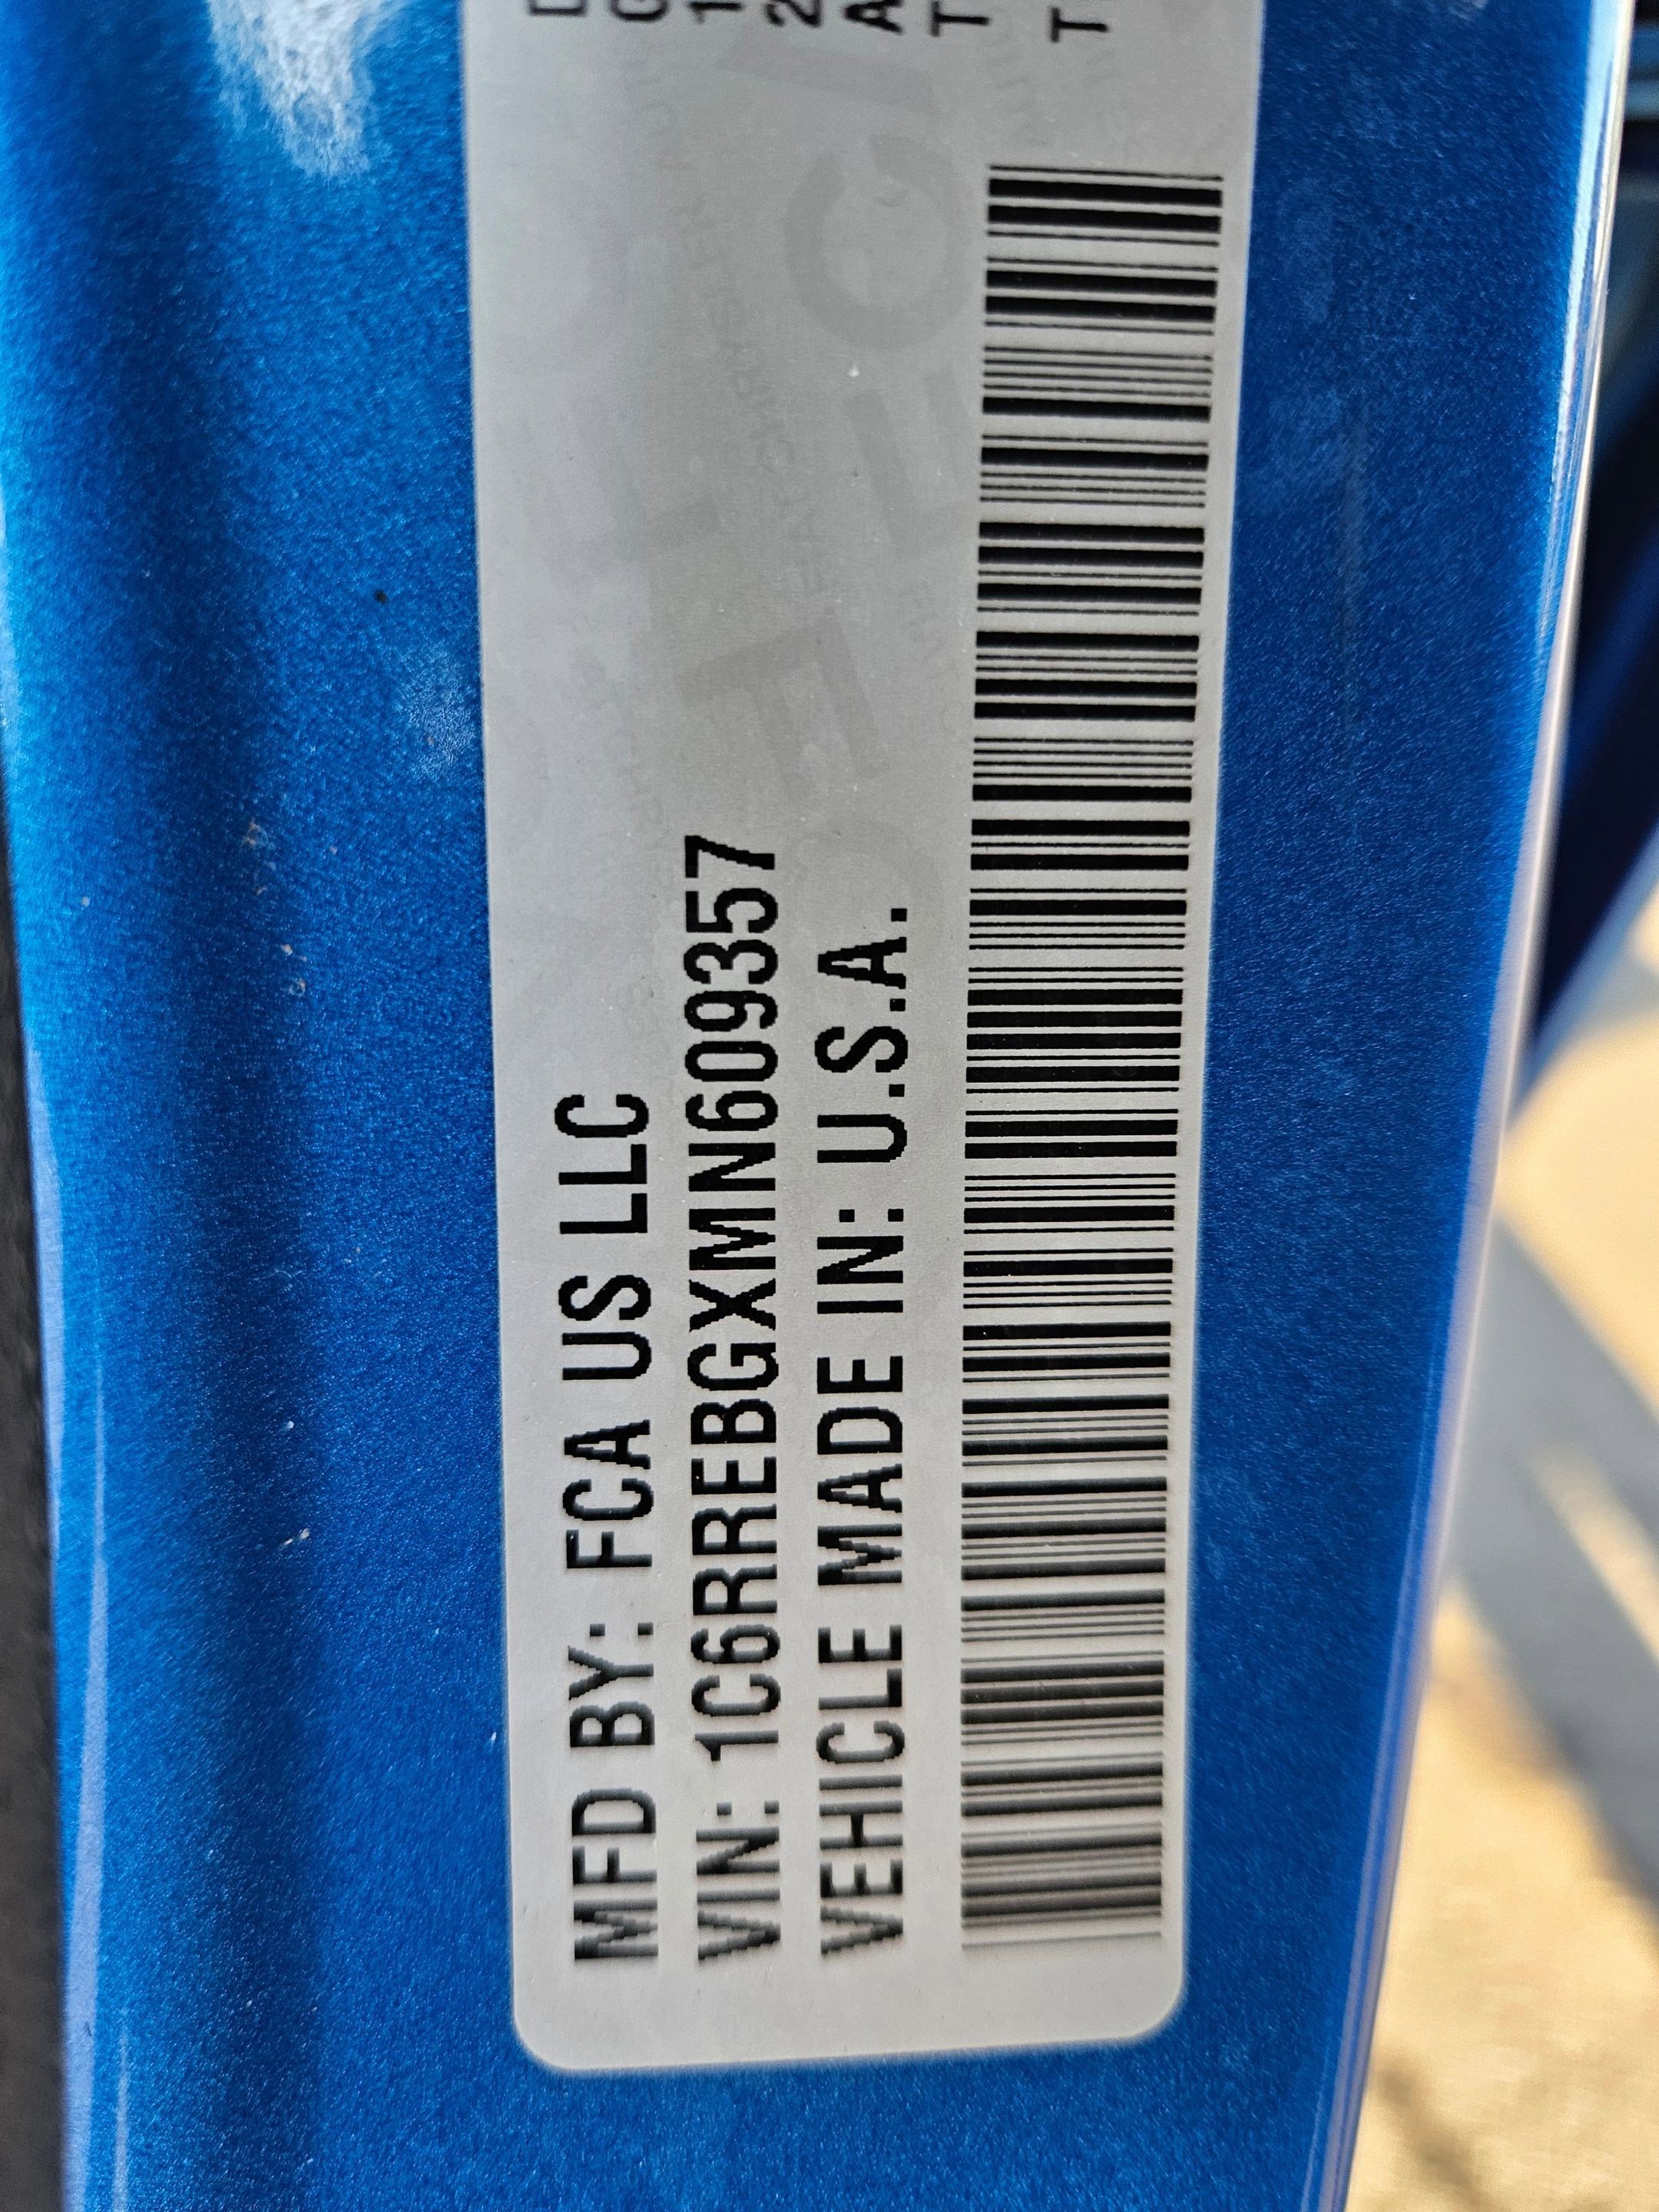 MFD BY: FCA US LLC
VIN: 1C6RREBGXMN609357
VEHICLE MADE IN: U.S.A.